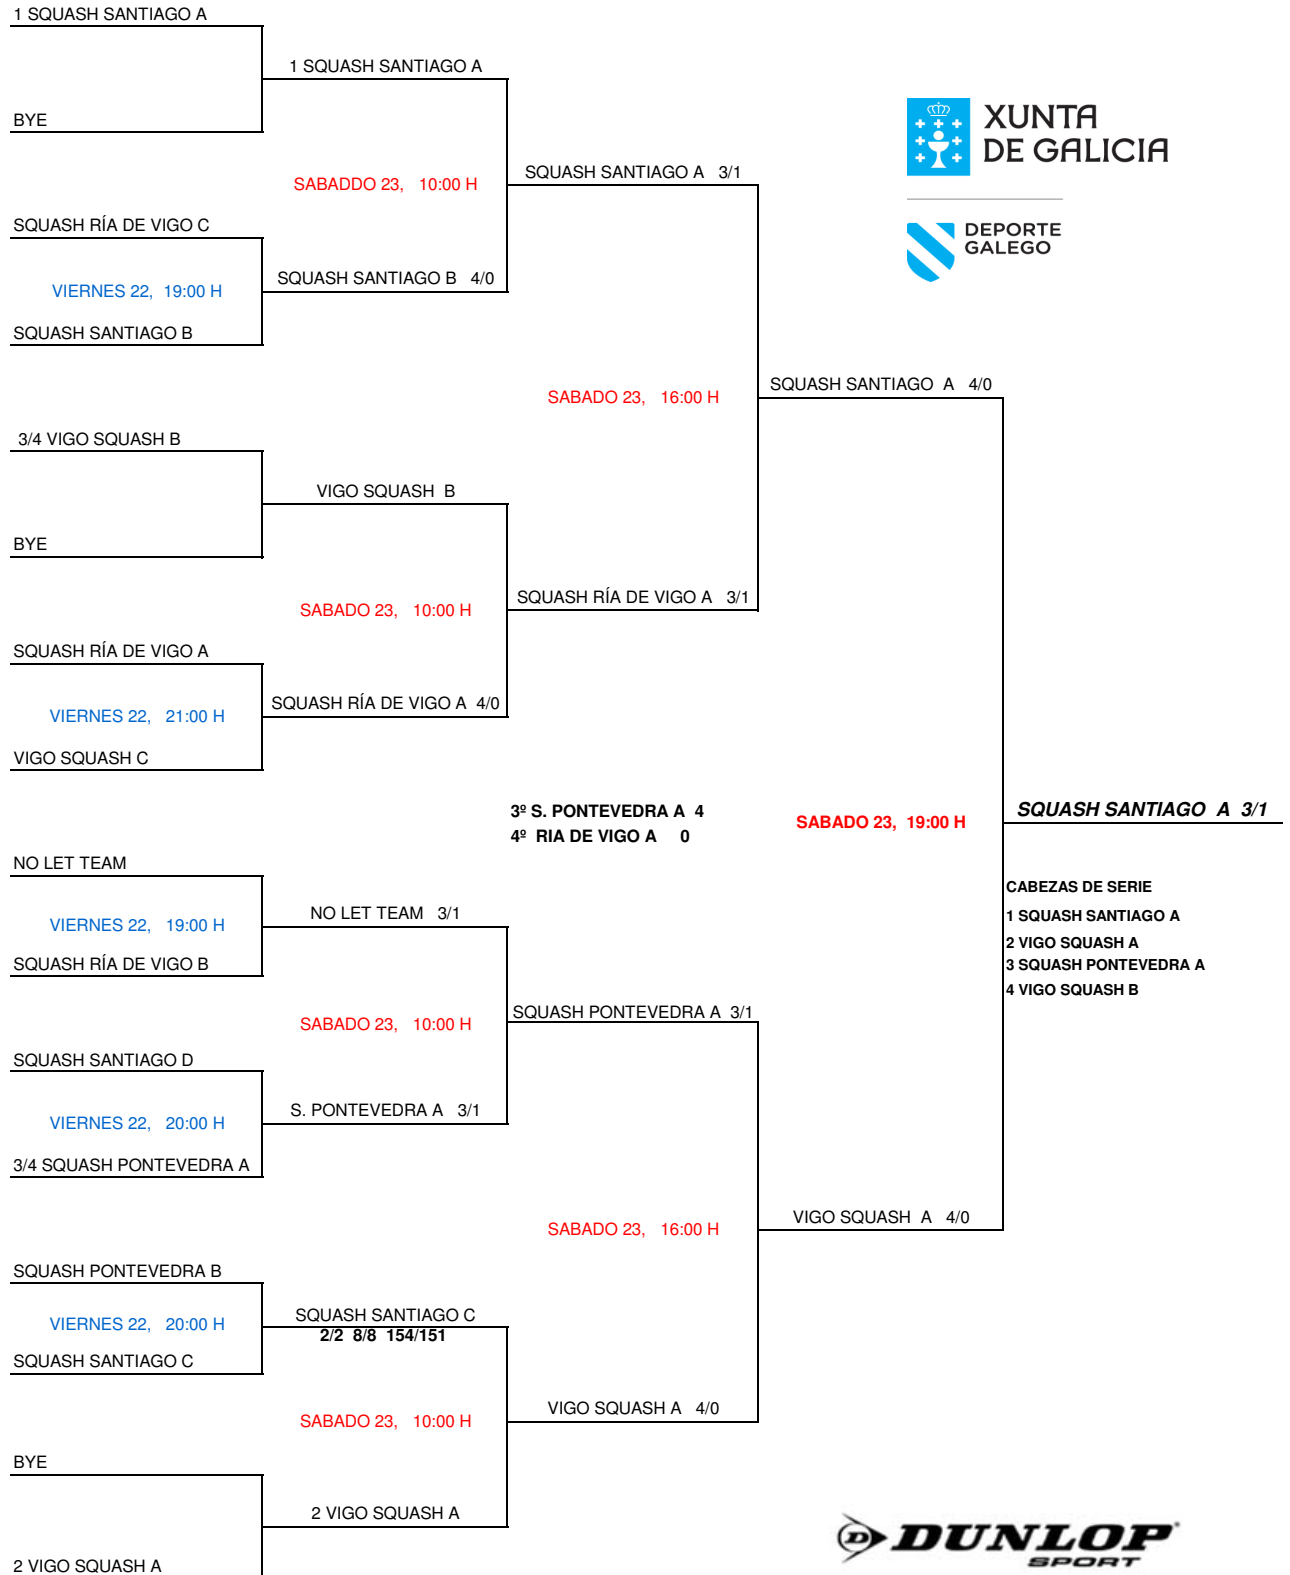 1 SQUASH SANTIAGO A
1 SQUASH SANTIAGO A
BYE
XUNTA
DE GALICIA
SQUASH SANTIAGO A 3/1
SABADDO 23, 10:00 H
SQUASH RÍA DE VIGO C
DEPORTE
GALEGO
SQUASH SANTIAGO B 4/0
VIERNES 22, 19:00 H
SQUASH SANTIAGO B
SQUASH SANTIAGO A 4/0
SABADO 23, 16:00 H
3/4 VIGO SQUASH B
VIGO SQUASH B
BYE
SQUASH RÍA DE VIGO A 3/1
SABADO 23, 10:00 H
SQUASH RÍA DE VIGO A
SQUASH RÍA DE VIGO A 4/0
VIERNES 22, 21:00 H
VIGO SQUASH C
3º S. PONTEVEDRA A 4
4º RIA DE VIGO A 0
SABADO 23, 19:00 H
SQUASH SANTIAGO A 3/1
NO LET TEAM
CABEZAS DE SERIE
1 SQUASH SANTIAGO A
2 VIGO SQUASH A
3 SQUASH PONTEVEDRA A
4 VIGO SQUASH B
NO LET TEAM 3/1
VIERNES 22, 19:00 H
SQUASH RÍA DE VIGO B
SQUASH PONTEVEDRA A 3/1
SABADO 23, 10:00 H
SQUASH SANTIAGO D
S. PONTEVEDRA A 3/1
VIERNES 22, 20:00 H
3/4 SQUASH PONTEVEDRA A
VIGO SQUASH A 4/0
SABADO 23, 16:00 H
SQUASH PONTEVEDRA B
SQUASH SANTIAGO C
VIERNES 22, 20:00 H
2/2 8/8 154/151
SQUASH SANTIAGO C
VIGO SQUASH A 4/0
SABADO 23, 10:00 H
BYE
2 VIGO SQUASH A
DUNLOP
SPORT
2 VIGO SQUASH A